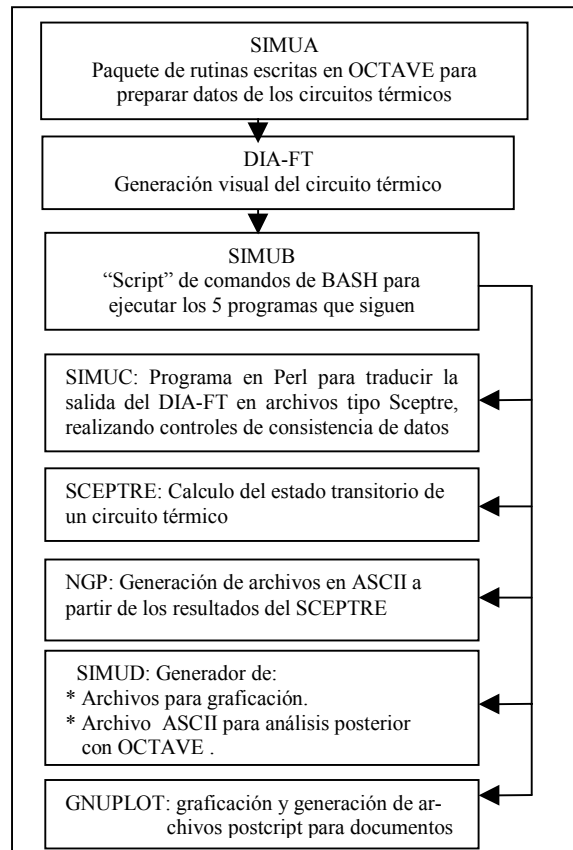 SIMUA
Paquete de rutinas escritas en OCTAVE para
preparar datos de los circuitos térmicos
DIA-FT
Generación visual del circuito térmico
SIMUB
“Script” de comandos de BASH para
ejecutar los 5 programas que siguen
SIMUC: Programa en Perl para traducir la
salida del DIA-FT en archivos tipo Sceptre,
realizando controles de consistencia de datos
SCEPTRE: Calculo del estado transitorio de
un circuito térmico
NGP: Generación de archivos en ASCII a
partir de los resultados del SCEPTRE
SIMUD: Generador de:
* Archivos para graficación.
* Archivo ASCII para análisis posterior
con OCTAVE .
GNUPLOT: graficación y generación de ar-
chivos postcript para documentos